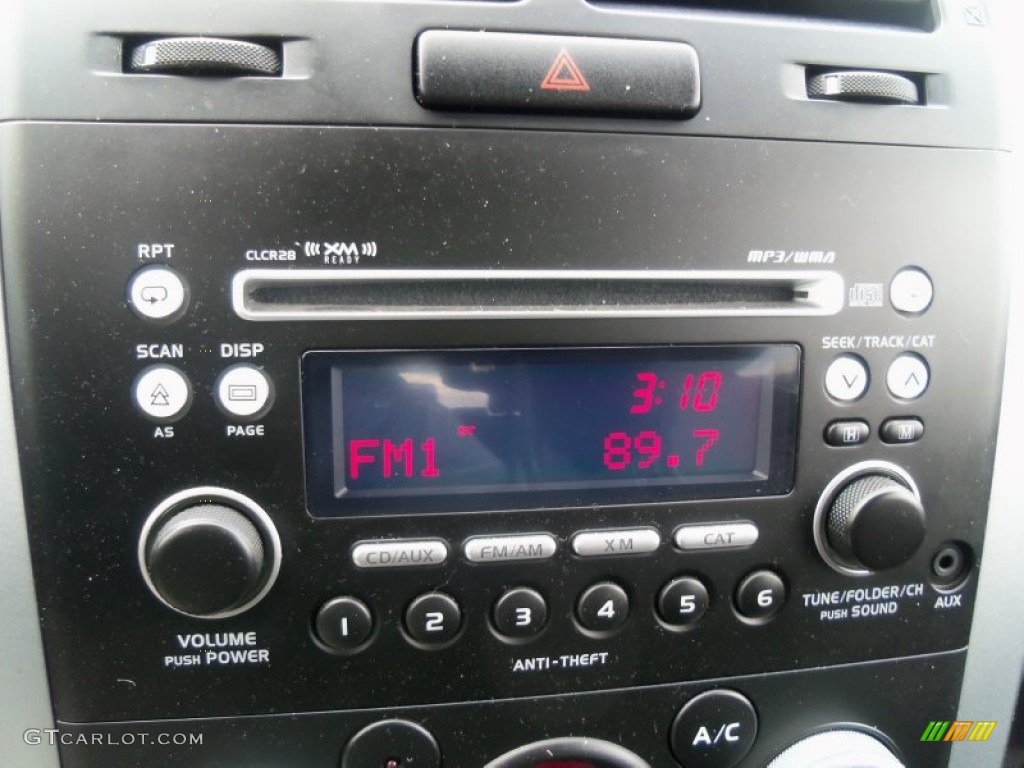 RPT
CLCR28
XM
READY
MP3/WMA
disc
SCAN
DISP
SEEK/TRACK/CAT
AS
PAGE
H
M
3:10
FM1
ST
89.7
CD/AUX
FM/AM
XM
CAT
1
2
3
4
5
6
VOLUME
PUSH POWER
TUNE/FOLDER/CH
PUSH SOUND
AUX
ANTI-THEFT
A/C
GTCARLOT.COM